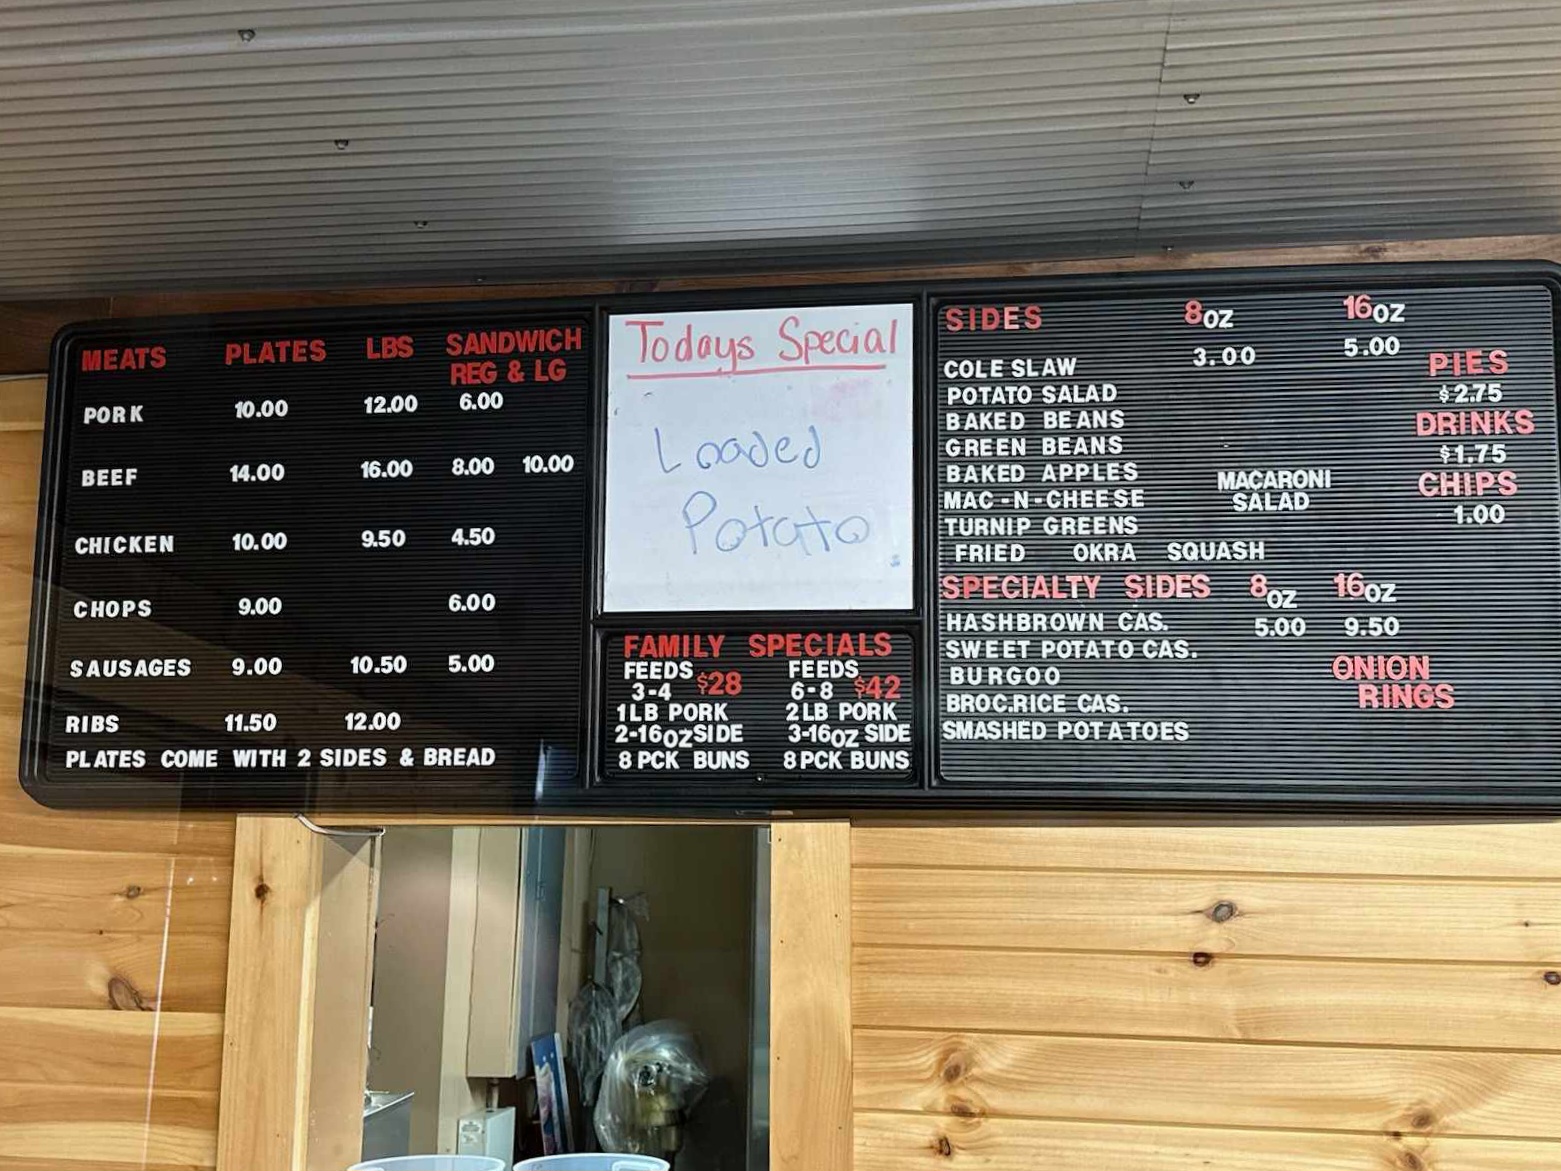 MEATS PLATES LBS SANDWICH
REG & LG
PORK 10.00 12.00 6.00
BEEF 14.00 16.00 8.00 10.00
CHICKEN 10.00 9.50 4.50
CHOPS 9.00 6.00
SAUSAGES 9.00 10.50 5.00
RIBS 11.50 12.00
PLATES COME WITH 2 SIDES & BREAD
Todays Special
Loaded
Potato
FAMILY SPECIALS
FEEDS 3-4 $28
1LB PORK
2-16OZ SIDE
8 PCK BUNS
FEEDS 6-8 $42
2LB PORK
3-16OZ SIDE
8PCK BUNS
SIDES 8OZ 16OZ
COLE SLAW 3.00 5.00
POTATO SALAD
BAKED BEANS
GREEN BEANS
BAKED APPLES
MAC-N-CHEESE
TURNIP GREENS
FRIED OKRA SQUASH
MACARONI
SALAD
PIES
$2.75
DRINKS
$1.75
CHIPS
1.00
SPECIALTY SIDES 8OZ 16OZ
HASHBROWN CAS. 5.00 9.50
SWEET POTATO CAS.
BURGOO
BROC.RICE CAS.
SMASHED POTATOES
ONION
RINGS